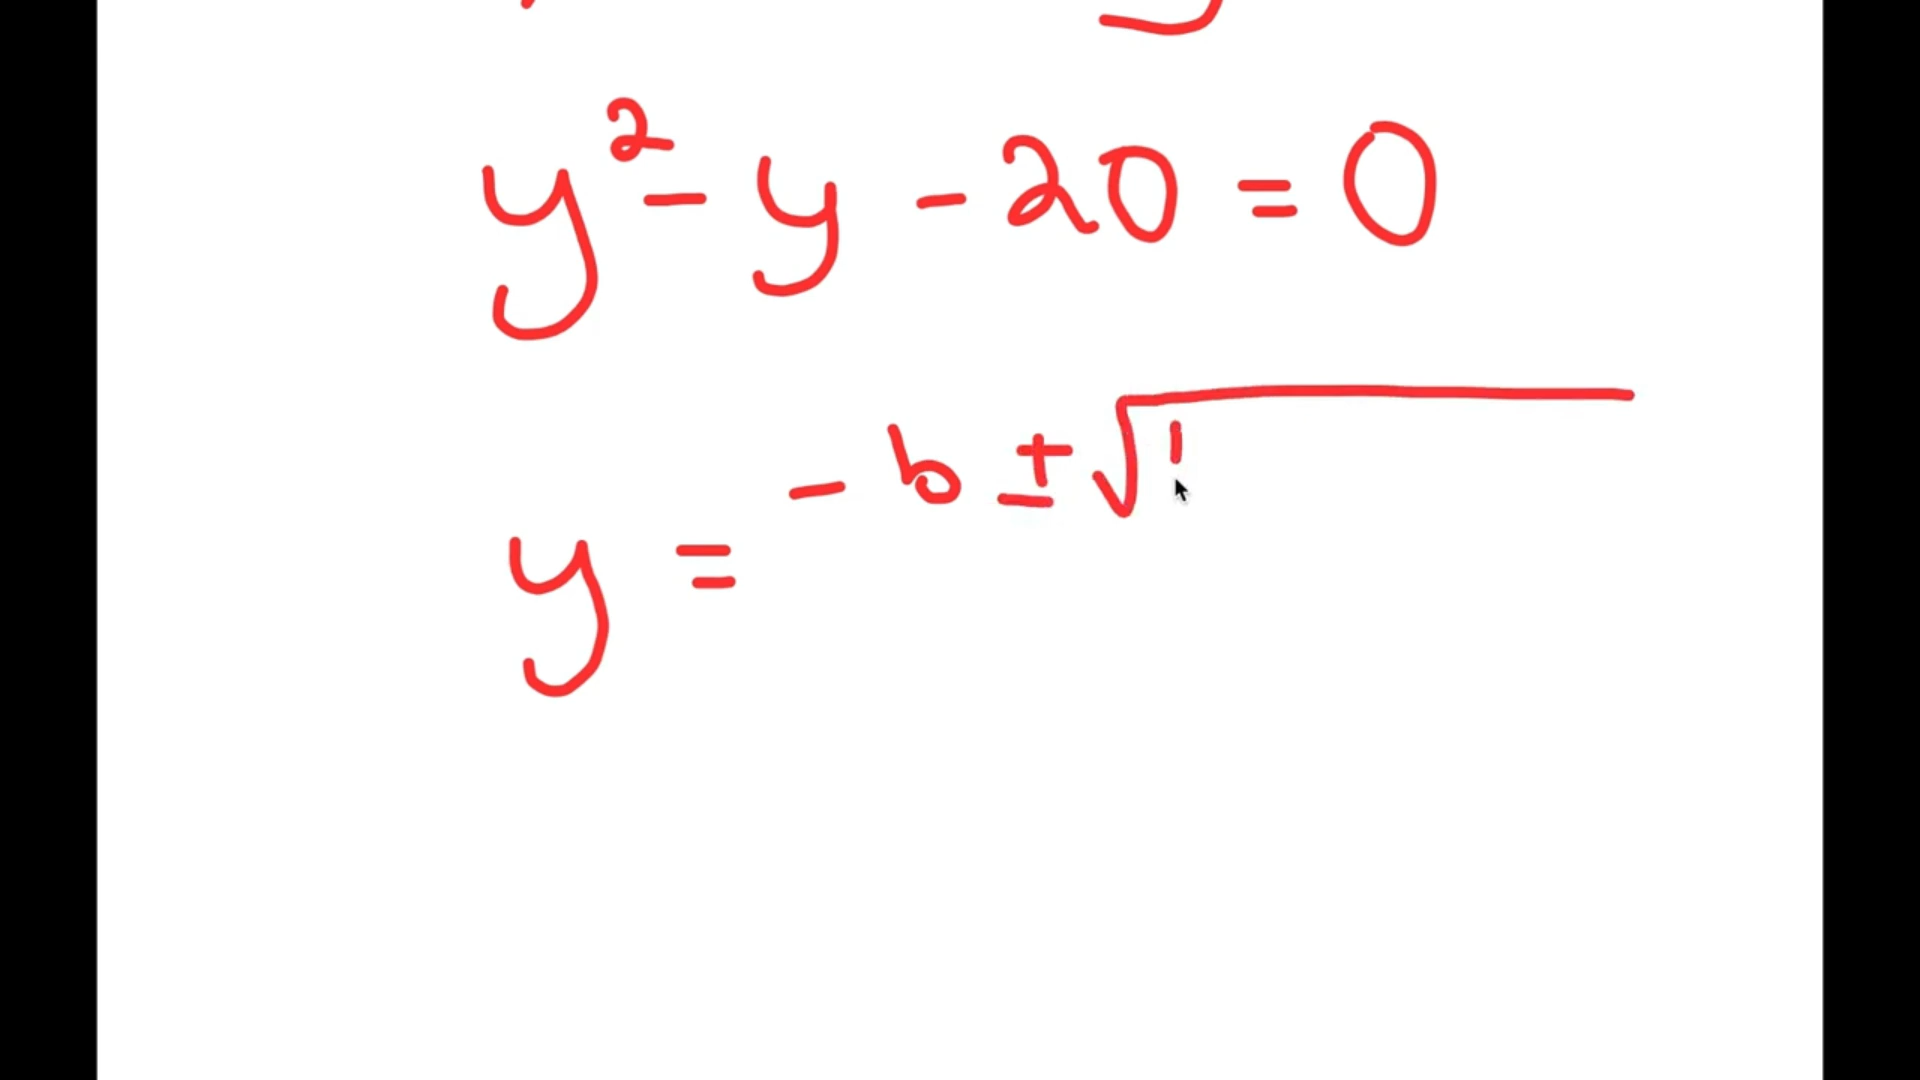 y² - y - 20 = 0
y = - b ± √